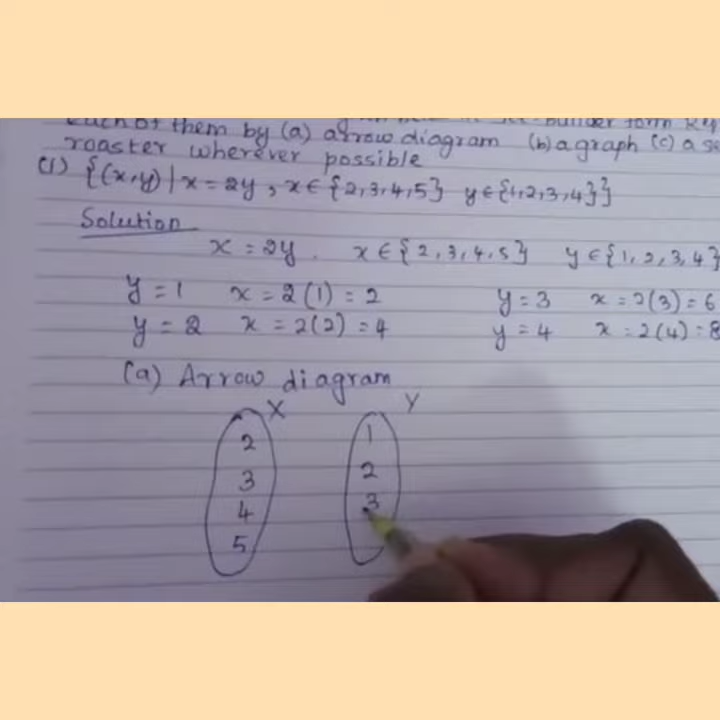 each of them by (a) arrow diagram (b) a graph (c) a
roaster wherever possible
(1) {(x,y) | x = 2y, x ∈ {2,3,4,5} y ∈ {1,2,3,4}}
Solution
x = 2y. x ∈ {2,3,4,5} y ∈ {1,2,3,4}
y = 1 x = 2(1) = 2 y = 3 x = 2(3) = 6
y = 2 x = 2(2) = 4 y = 4 x = 2(4) = 8
(a) Arrow diagram
X Y
2 1
3 2
4 3
5